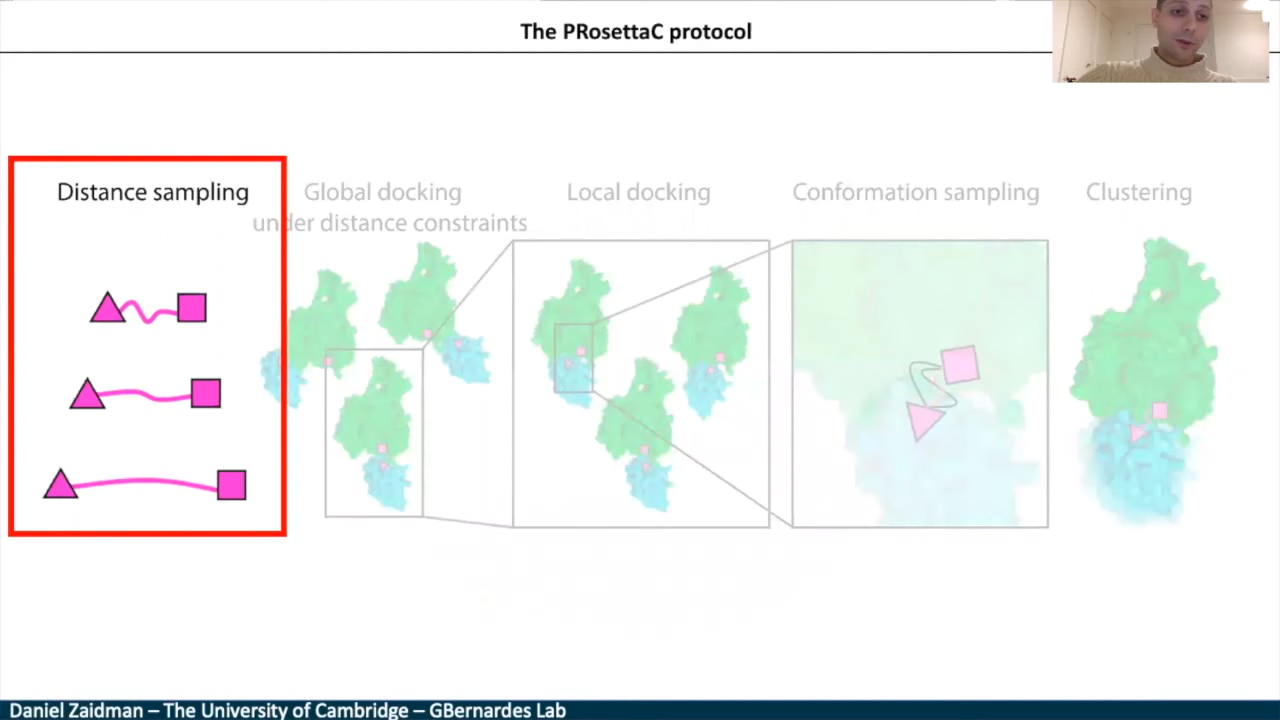 The PRosettaC protocol
Distance sampling
Global docking
under distance constraints
Local docking
Conformation sampling
Clustering
Daniel Zaidman – The University of Cambridge – GBernardes Lab